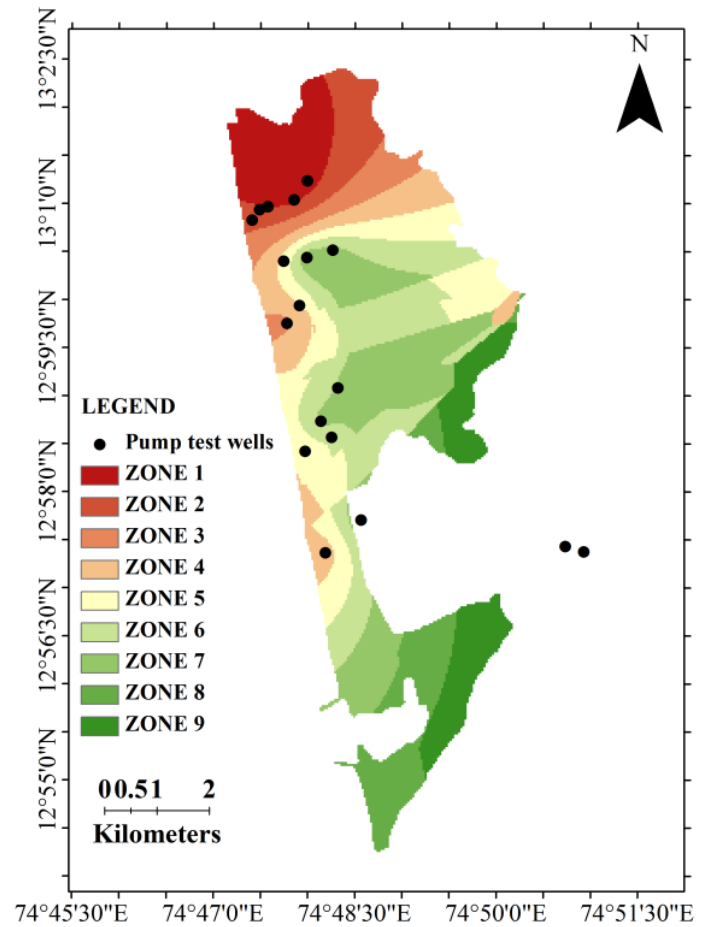 N
13°2'30"N
13°1'0"N
12°59'30"N
12°58'0"N
12°56'30"N
12°55'0"N
LEGEND
Pump test wells
ZONE 1
ZONE 2
ZONE 3
ZONE 4
ZONE 5
ZONE 6
ZONE 7
ZONE 8
ZONE 9
00.51 2
Kilometers
74°45'30"E 74°47'0"E 74°48'30"E 74°50'0"E 74°51'30"E